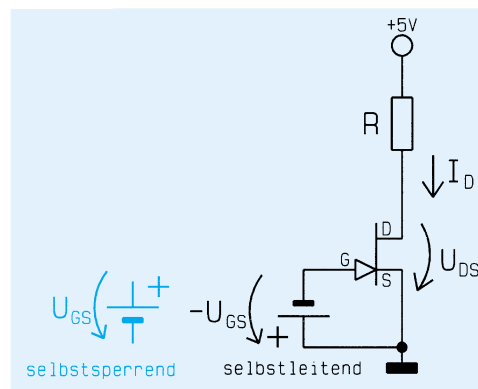 +5V
R
I_D
D
G
S
U_DS
U_GS
+
-U_GS
+
selbstsperrend
selbstleitend